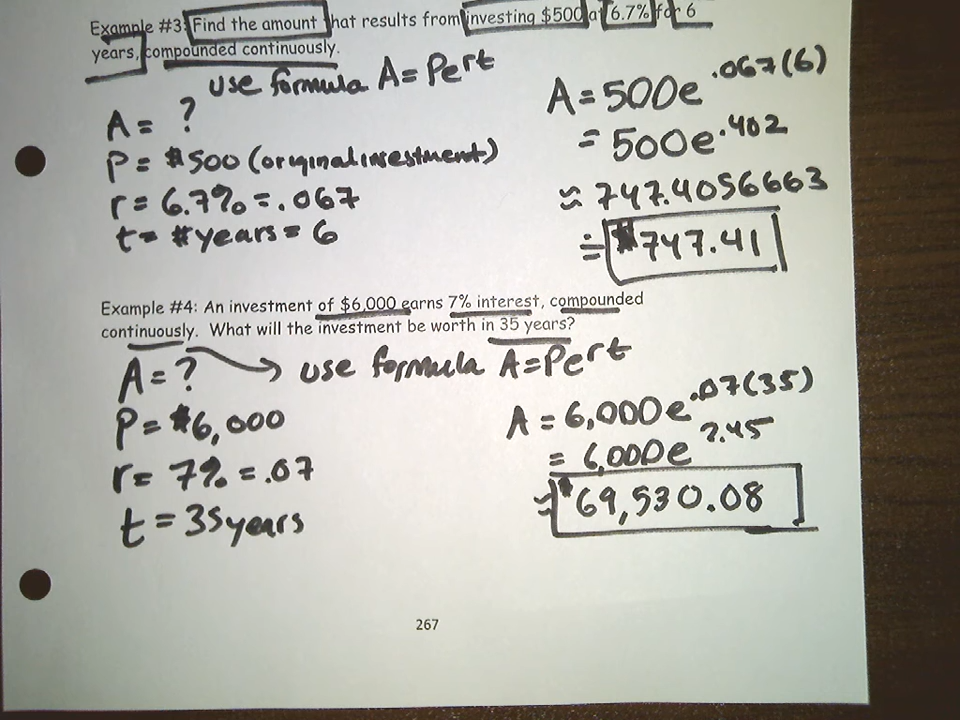 Example #3: Find the amount that results from investing $500 at 6.7% for 6
years, compounded continuously.
use formula A = Pe^rt
A = ?
P = $500 (original investment)
r = 6.7% = .067
t = # years = 6
A = 500e^.067(6)
= 500e^.402
≈ 747.4056663
≐ $747.41
Example #4: An investment of $6,000 earns 7% interest, compounded
continuously. What will the investment be worth in 35 years?
A = ? → use formula A = Pe^rt
P = $6,000
r = 7% = .07
t = 35 years
A = 6,000e^.07(35)
= 6,000e^2.45
≈ $69,530.08
267